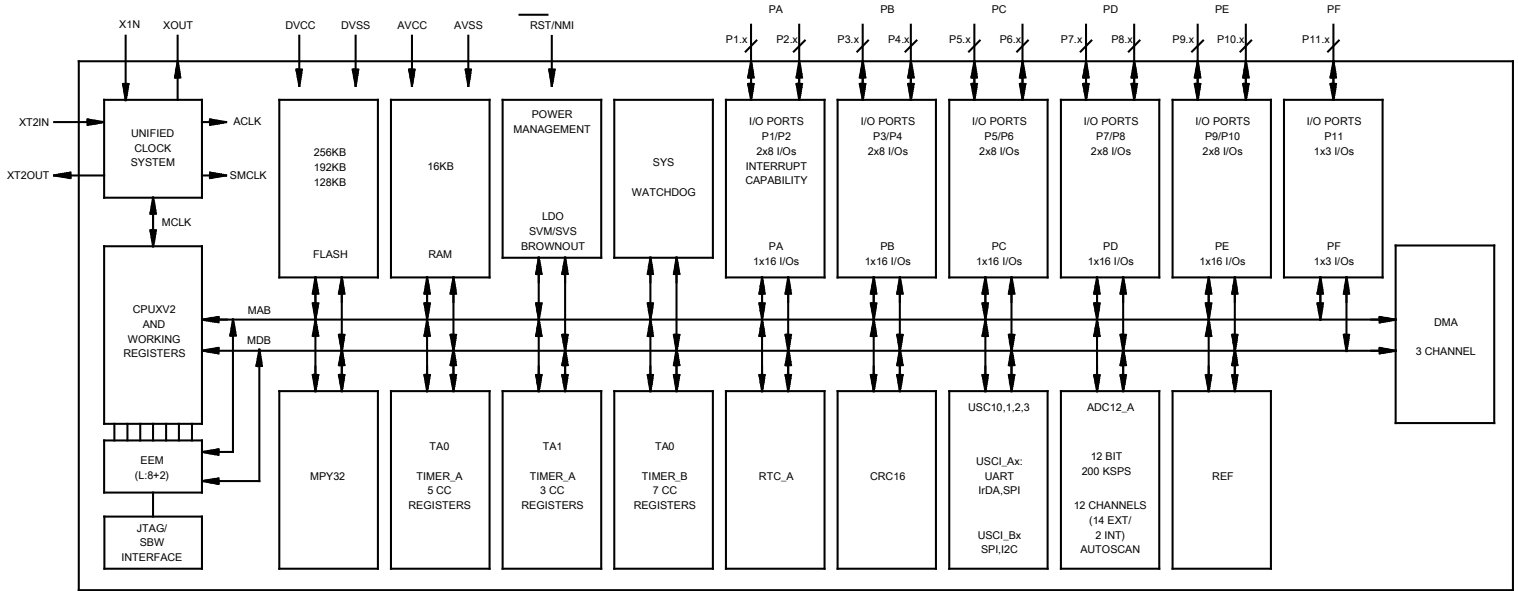 X1N
XOUT
DVCC
DVSS
AVCC
AVSS
RST/NMI
PA
P1.x
P2.x
PB
P3.x
P4.x
PC
P5.x
P6.x
PD
P7.x
P8.x
PE
P9.x
P10.x
PF
P11.x
XT2IN
XT2OUT
UNIFIED
CLOCK
SYSTEM
ACLK
SMCLK
MCLK
256KB
192KB
128KB
FLASH
16KB
RAM
POWER
MANAGEMENT
LDO
SVM/SVS
BROWNOUT
SYS
WATCHDOG
I/O PORTS
P1/P2
2x8 I/Os
INTERRUPT
CAPABILITY
PA
1x16 I/Os
I/O PORTS
P3/P4
2x8 I/Os
PB
1x16 I/Os
I/O PORTS
P5/P6
2x8 I/Os
PC
1x16 I/Os
I/O PORTS
P7/P8
2x8 I/Os
PD
1x16 I/Os
I/O PORTS
P9/P10
2x8 I/Os
PE
1x16 I/Os
I/O PORTS
P11
1x3 I/Os
PF
1x3 I/Os
CPUXV2
AND
WORKING
REGISTERS
MAB
MDB
DMA
3 CHANNEL
EEM
(L:8+2)
JTAG/
SBW
INTERFACE
MPY32
TA0
TIMER_A
5 CC
REGISTERS
TA1
TIMER_A
3 CC
REGISTERS
TA0
TIMER_B
7 CC
REGISTERS
RTC_A
CRC16
USC10,1,2,3
USCI_Ax:
UART
IrDA,SPI
USCI_Bx
SPI,I2C
ADC12_A
12 BIT
200 KSPS
12 CHANNELS
(14 EXT/
2 INT)
AUTOSCAN
REF